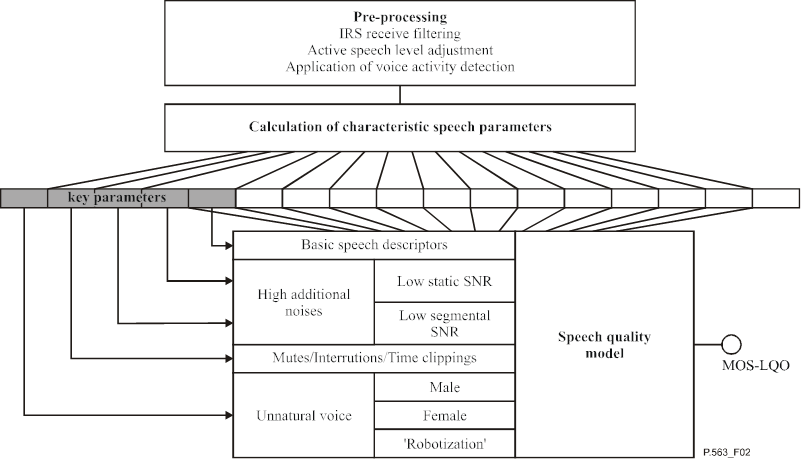 Pre-processing
IRS receive filtering
Active speech level adjustment
Application of voice activity detection
Calculation of characteristic speech parameters
key parameters
Basic speech descriptors
High additional
noises
Low static SNR
Low segmental
SNR
Mutes/Interrutions/Time clippings
Unnatural voice
Male
Female
'Robotization'
Speech quality
model
MOS-LQO
P.563_F02